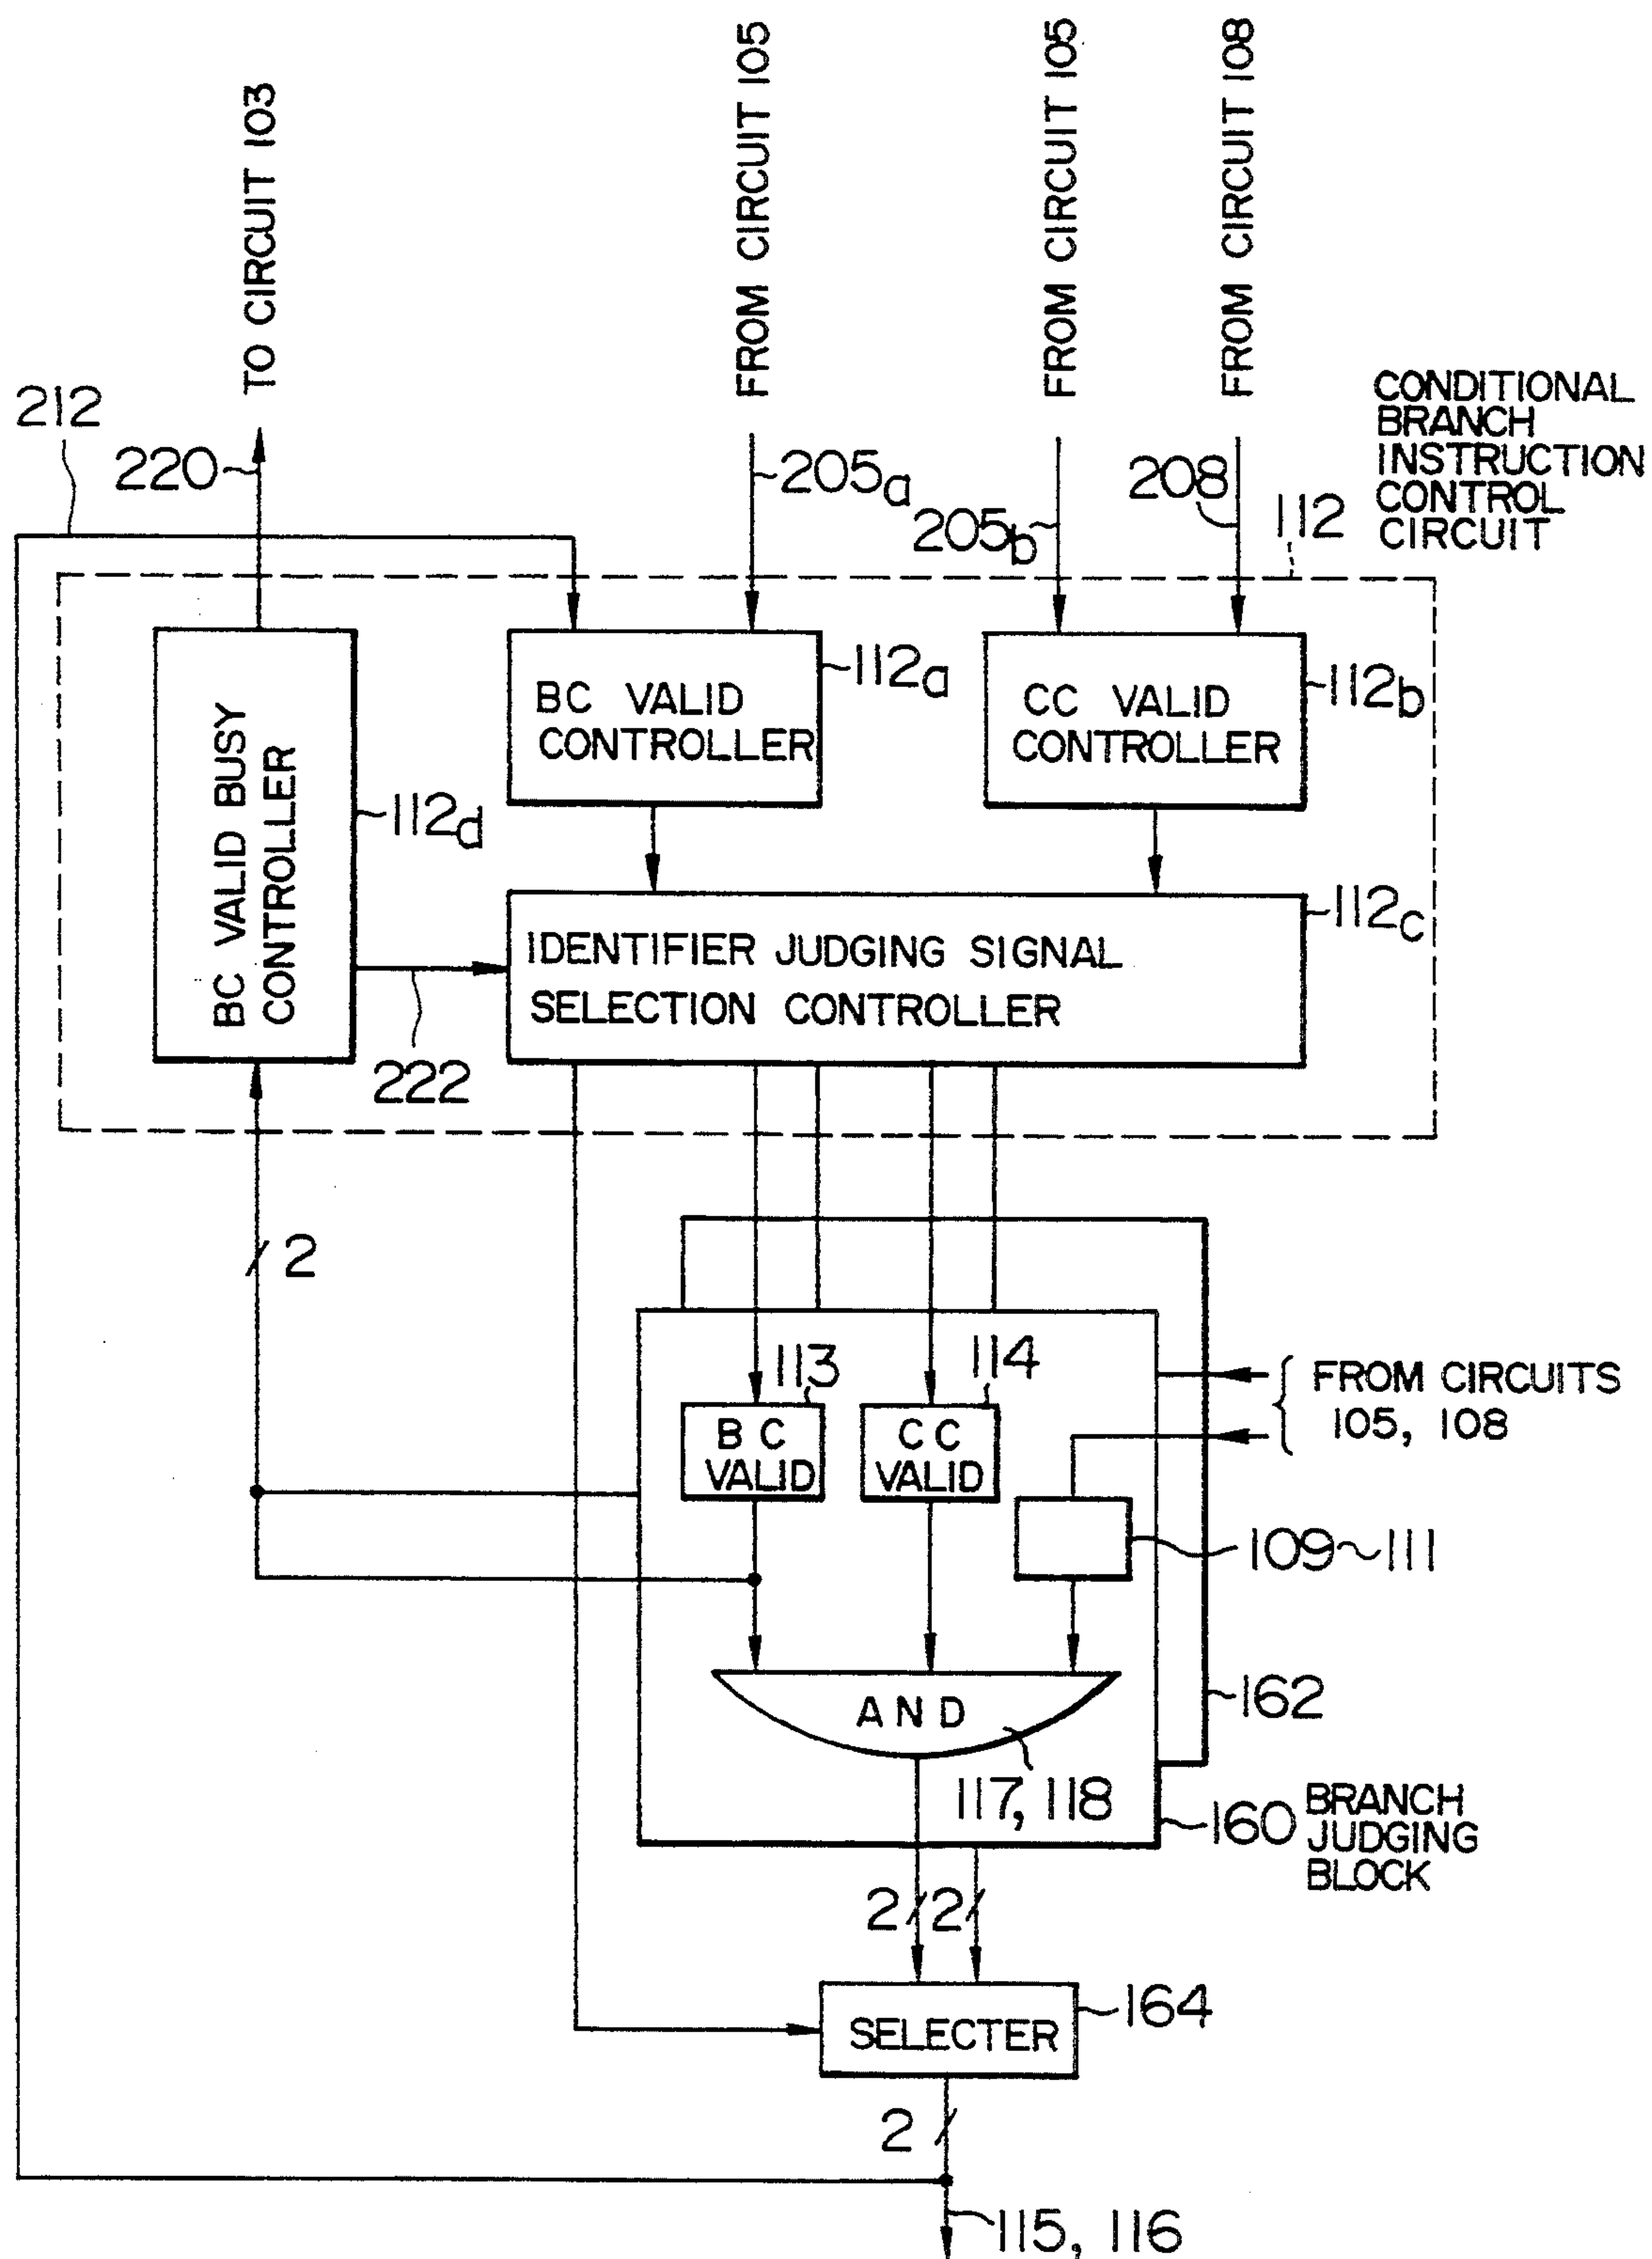 TO CIRCUIT 103
FROM CIRCUIT 105
FROM CIRCUIT 105
FROM CIRCUIT 108
212
220
205a
205b
208
112
CONDITIONAL
BRANCH
INSTRUCTION
CONTROL
CIRCUIT
BC VALID BUSY
CONTROLLER
112d
BC VALID
CONTROLLER
112a
CC VALID
CONTROLLER
112b
IDENTIFIER JUDGING SIGNAL
SELECTION CONTROLLER
112c
222
2
113
114
BC
VALID
CC
VALID
FROM CIRCUITS
105, 108
109~111
AND
117, 118
162
160 BRANCH
JUDGING
BLOCK
2 2
SELECTER
164
2
115, 116